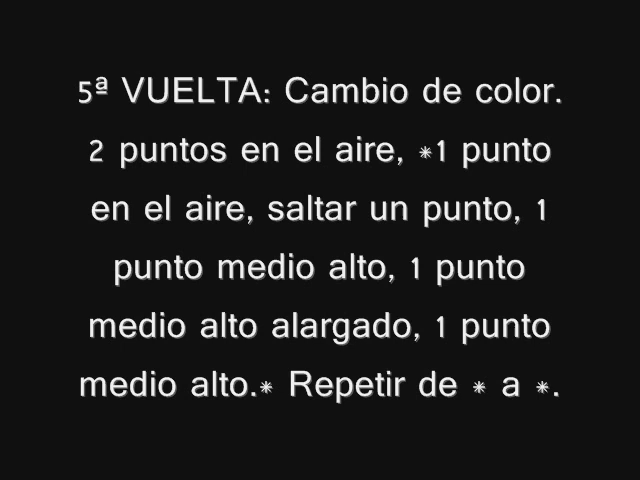 5ª VUELTA: Cambio de color.
2 puntos en el aire, *1 punto
en el aire, saltar un punto, 1
punto medio alto, 1 punto
medio alto alargado, 1 punto
medio alto.* Repetir de * a *.